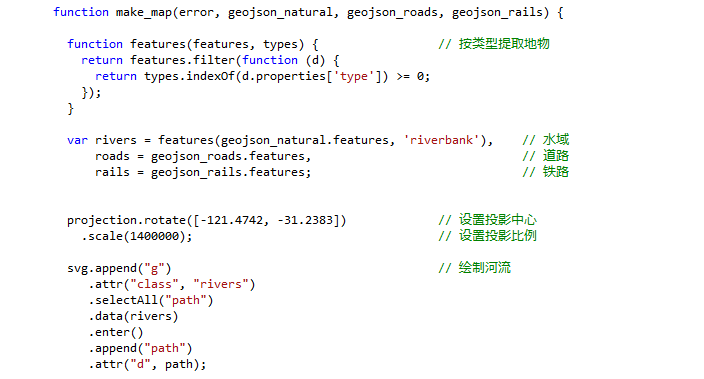 function make_map(error, geojson_natural, geojson_roads, geojson_rails) {
function features(features, types) { // 按类型提取地物
return features.filter(function (d) {
return types.indexOf(d.properties['type']) >= 0;
});
}
var rivers = features(geojson_natural.features, 'riverbank'), // 水域
roads = geojson_roads.features, // 道路
rails = geojson_rails.features; // 铁路
projection.rotate([-121.4742, -31.2383]) // 设置投影中心
.scale(1400000); // 设置投影比例
svg.append("g") // 绘制河流
.attr("class", "rivers")
.selectAll("path")
.data(rivers)
.enter()
.append("path")
.attr("d", path);